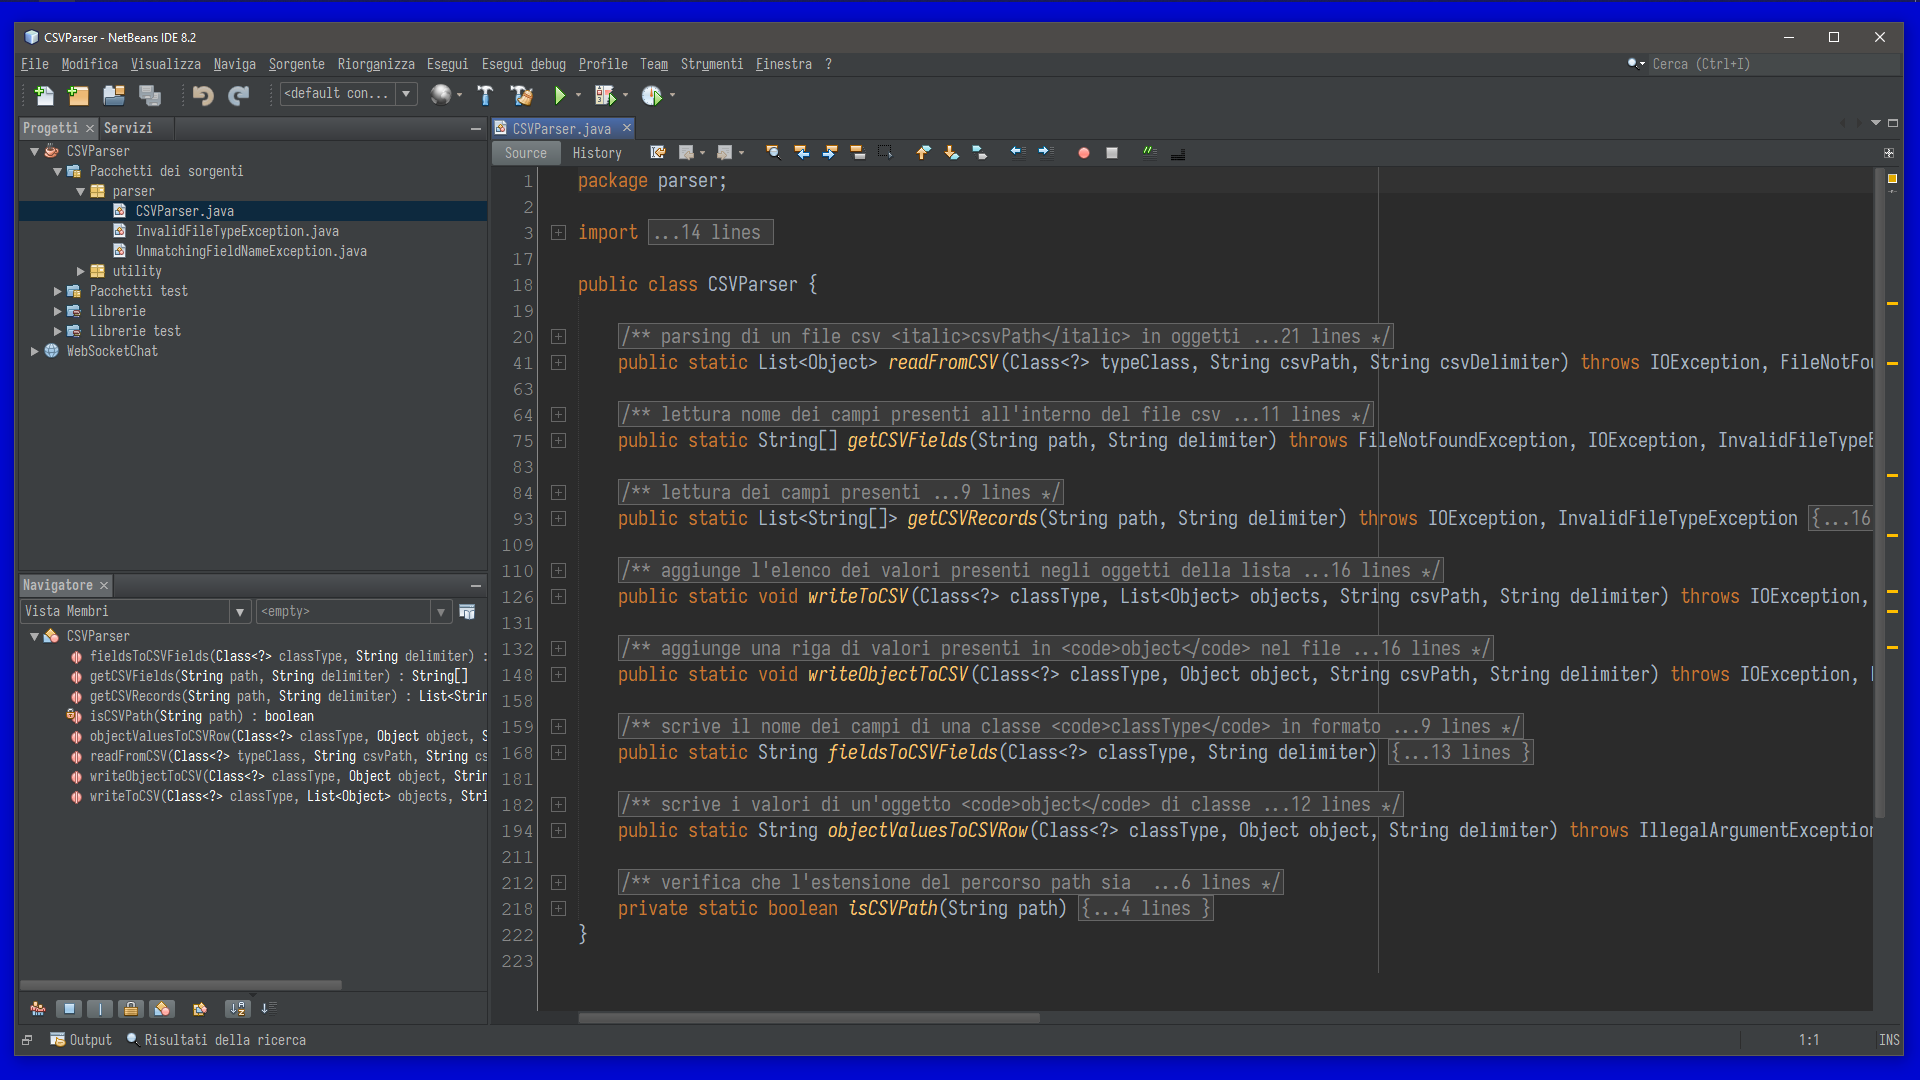 CSVParser - NetBeans IDE 8.2
File Modifica Visualizza Naviga Sorgente Riorganizza Esegui Esegui debug Profile Team Strumenti Finestra ?
Cerca (Ctrl+I)
<default con...
Progetti Servizi
CSVParser
Pacchetti dei sorgenti
parser
CSVParser.java
InvalidFileTypeException.java
UnmatchingFieldNameException.java
utility
Pacchetti test
Librerie
Librerie test
WebSocketChat
Navigatore
Vista Membri
<empty>
CSVParser
fieldsToCSVFields(Class<?> classType, String delimiter) :
getCSVFields(String path, String delimiter) : String[]
getCSVRecords(String path, String delimiter) : List<Strin
isCSVPath(String path) : boolean
objectValuesToCSVRow(Class<?> classType, Object object, S
readFromCSV(Class<?> typeClass, String csvPath, String cs
writeObjectToCSV(Class<?> classType, Object object, Strin
writeToCSV(Class<?> classType, List<Object> objects, Stri
CSVParser.java
Source History
1 package parser;
2
3 import ...14 lines
17
18 public class CSVParser {
19
20 /** parsing di un file csv <italic>csvPath</italic> in oggetti ...21 lines */
41 public static List<Object> readFromCSV(Class<?> typeClass, String csvPath, String csvDelimiter) throws IOException, FileNotFou
63
64 /** lettura nome dei campi presenti all'interno del file csv ...11 lines */
75 public static String[] getCSVFields(String path, String delimiter) throws FileNotFoundException, IOException, InvalidFileTypeE
83
84 /** lettura dei campi presenti ...9 lines */
93 public static List<String[]> getCSVRecords(String path, String delimiter) throws IOException, InvalidFileTypeException {...16
109
110 /** aggiunge l'elenco dei valori presenti negli oggetti della lista ...16 lines */
126 public static void writeToCSV(Class<?> classType, List<Object> objects, String csvPath, String delimiter) throws IOException,
131
132 /** aggiunge una riga di valori presenti in <code>object</code> nel file ...16 lines */
148 public static void writeObjectToCSV(Class<?> classType, Object object, String csvPath, String delimiter) throws IOException,
158
159 /** scrive il nome dei campi di una classe <code>classType</code> in formato ...9 lines */
168 public static String fieldsToCSVFields(Class<?> classType, String delimiter) {...13 lines }
181
182 /** scrive i valori di un'oggetto <code>object</code> di classe ...12 lines */
194 public static String objectValuesToCSVRow(Class<?> classType, Object object, String delimiter) throws IllegalArgumentException
211
212 /** verifica che l'estensione del percorso path sia  ...6 lines */
218 private static boolean isCSVPath(String path) {...4 lines }
222 }
223
Output Risultati della ricerca
1:1 INS